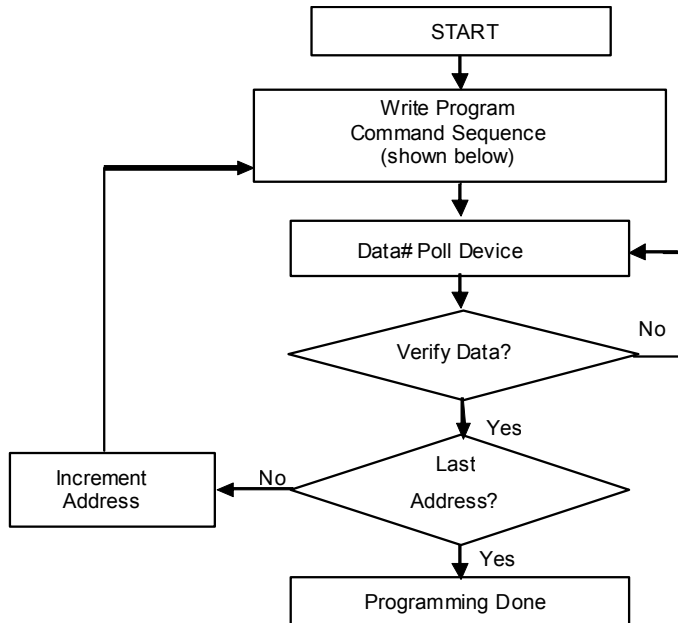 START
Write Program
Command Sequence
(shown below)
Data# Poll Device
No
Verify Data?
Yes
Last
Address?
No
Increment
Address
Yes
Programming Done